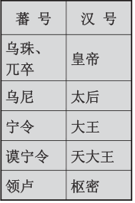 蕃号 汉号
乌珠、
兀卒 皇帝
乌尼 太后
宁令 大王
谟宁令 天大王
领卢 枢密